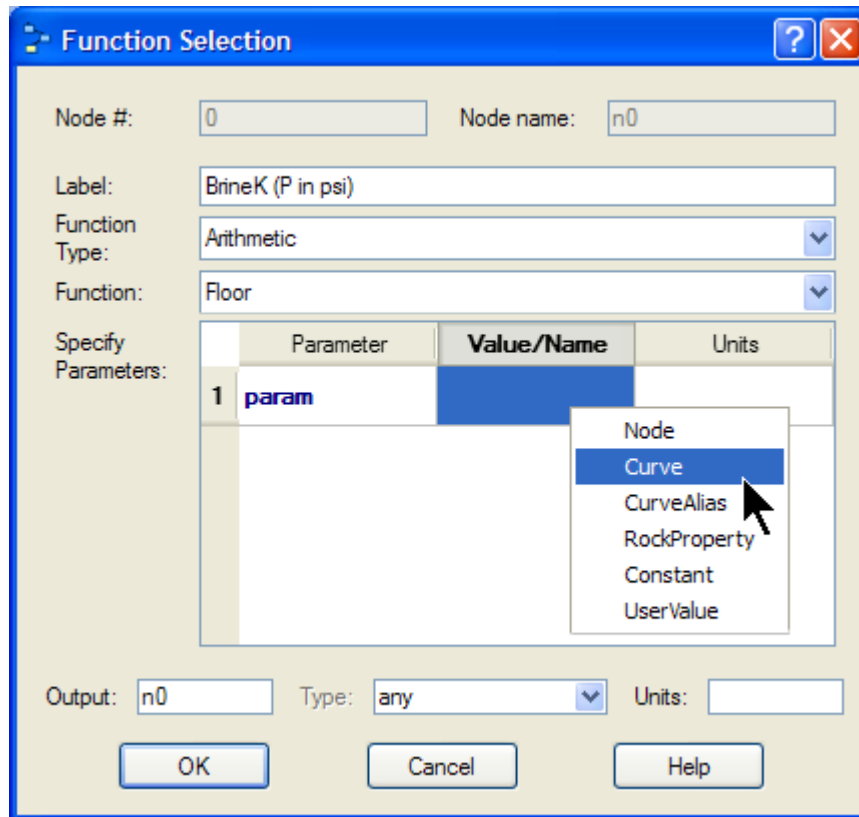 Function Selection
Node #: 0 Node name: n0
Label: BrineK (P in psi)
Function
Type: Arithmetic
Function: Floor
Specify
Parameters:
Parameter Value/Name Units
1 param
Node
Curve
CurveAlias
RockProperty
Constant
UserValue
Output: n0 Type: any Units:
OK Cancel Help